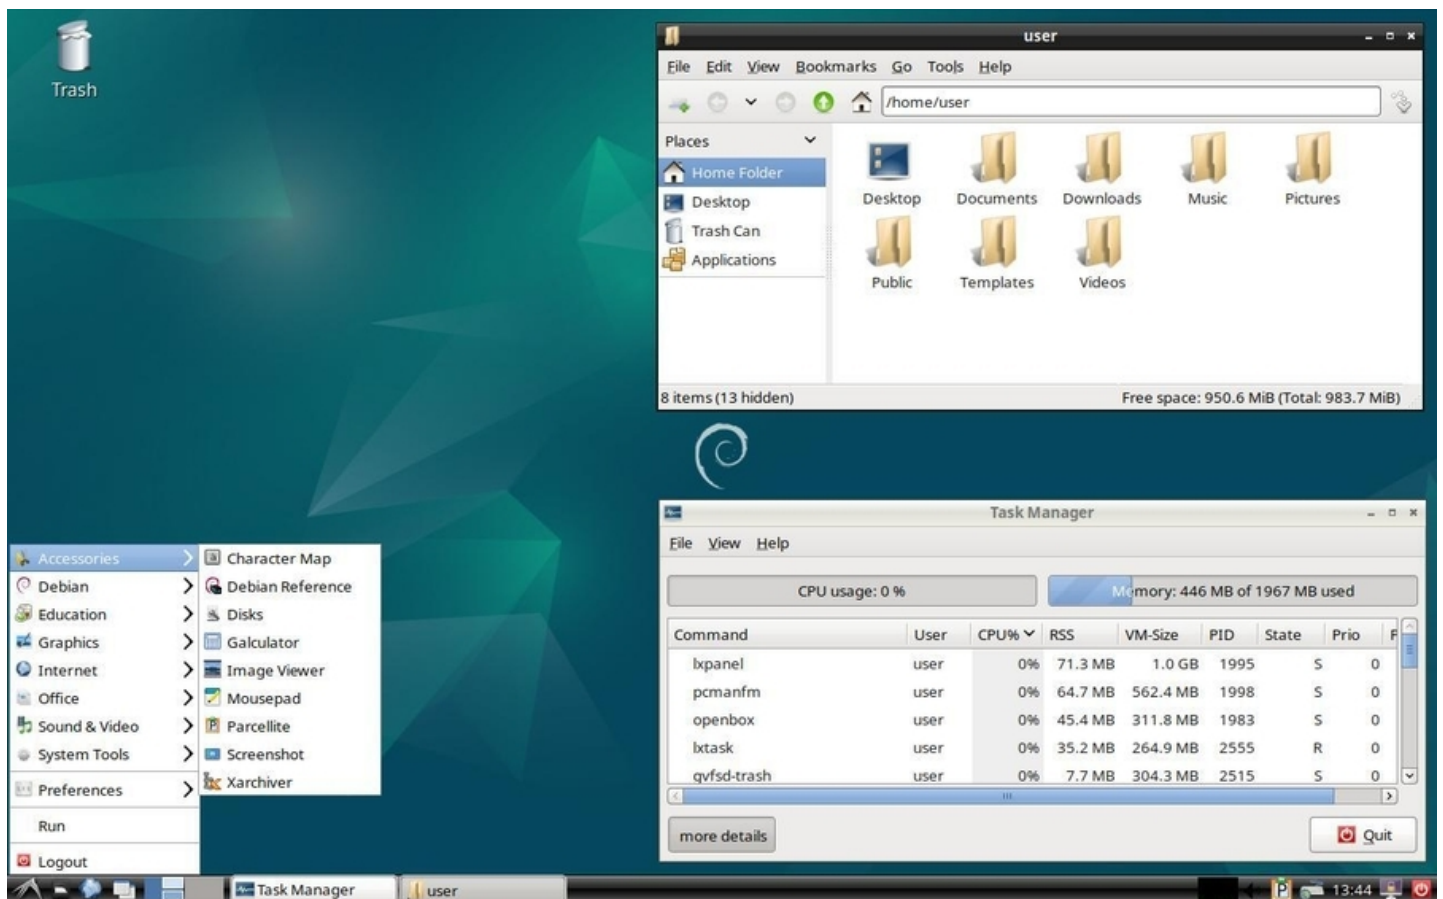 Trash
user
File Edit View Bookmarks Go Tools Help
/home/user
Places
Home Folder
Desktop
Trash Can
Applications
Desktop Documents Downloads Music Pictures
Public Templates Videos
8 items (13 hidden) Free space: 950.6 MiB (Total: 983.7 MiB)
Task Manager
File View Help
CPU usage: 0 % Memory: 446 MB of 1967 MB used
Command User CPU% RSS VM-Size PID State Prio
lxpanel user 0% 71.3 MB 1.0 GB 1995 S 0
pcmanfm user 0% 64.7 MB 562.4 MB 1998 S 0
openbox user 0% 45.4 MB 311.8 MB 1983 S 0
lxtask user 0% 35.2 MB 264.9 MB 2555 R 0
gvfsd-trash user 0% 7.7 MB 304.3 MB 2515 S 0
more details Quit
Accessories
Debian
Education
Graphics
Internet
Office
Sound & Video
System Tools
Preferences
Run
Logout
Character Map
Debian Reference
Disks
Galculator
Image Viewer
Mousepad
Parcellite
Screenshot
Xarchiver
Task Manager user 13:44